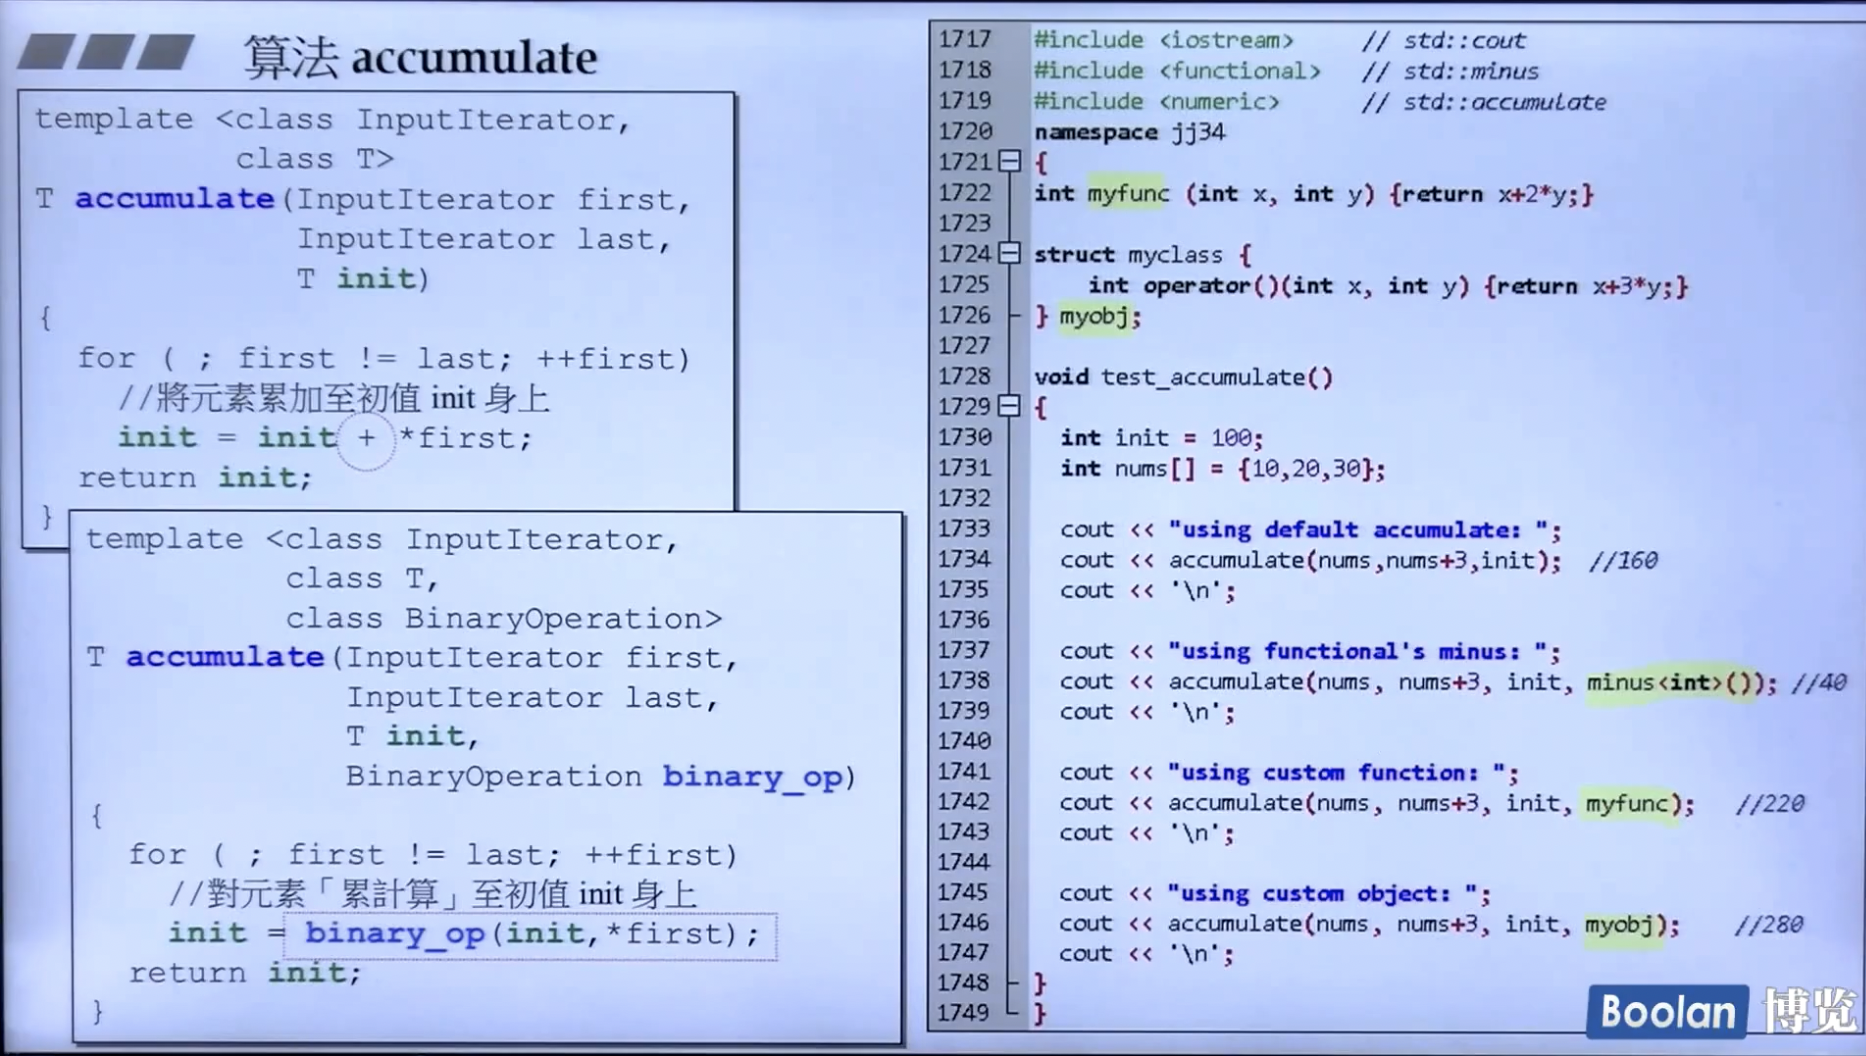 算法 accumulate
template <class InputIterator,
class T>
T accumulate(InputIterator first,
InputIterator last,
T init)
{
for ( ; first != last; ++first)
//將元素累加至初值 init 身上
init = init + *first;
return init;
}
template <class InputIterator,
class T,
class BinaryOperation>
T accumulate(InputIterator first,
InputIterator last,
T init,
BinaryOperation binary_op)
{
for ( ; first != last; ++first)
//對元素「累計算」至初值 init 身上
init = binary_op(init,*first);
return init;
}
1717 #include <iostream> // std::cout
1718 #include <functional> // std::minus
1719 #include <numeric> // std::accumulate
1720 namespace jj34
1721 {
1722 int myfunc (int x, int y) {return x+2*y;}
1723
1724 struct myclass {
1725 int operator()(int x, int y) {return x+3*y;}
1726 } myobj;
1727
1728 void test_accumulate()
1729 {
1730 int init = 100;
1731 int nums[] = {10,20,30};
1732
1733 cout << "using default accumulate: ";
1734 cout << accumulate(nums,nums+3,init); //160
1735 cout << '\n';
1736
1737 cout << "using functional's minus: ";
1738 cout << accumulate(nums, nums+3, init, minus<int>()); //40
1739 cout << '\n';
1740
1741 cout << "using custom function: ";
1742 cout << accumulate(nums, nums+3, init, myfunc); //220
1743 cout << '\n';
1744
1745 cout << "using custom object: ";
1746 cout << accumulate(nums, nums+3, init, myobj); //280
1747 cout << '\n';
1748 }
1749 }
Boolan 博览